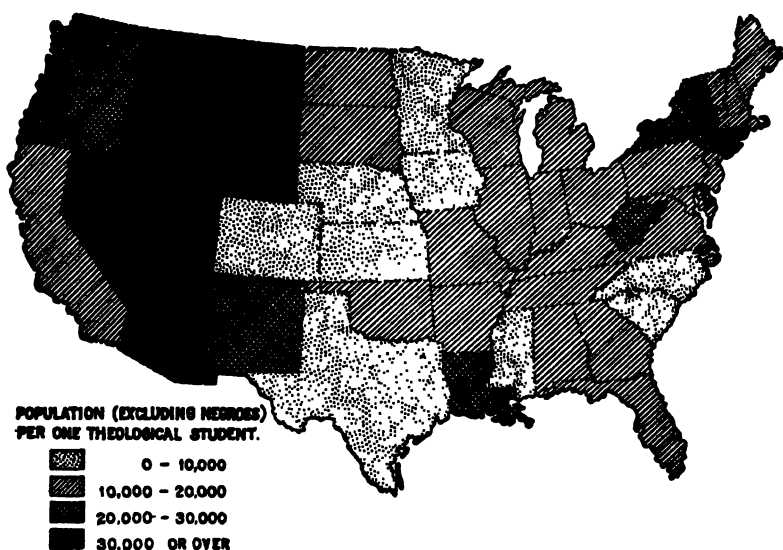 POPULATION (EXCLUDING NEGROSS)
PER ONE THEOLOGICAL STUDENT.
0 - 10,000
10,000 - 20,000
20,000 - 30,000
30,000 OR OVER